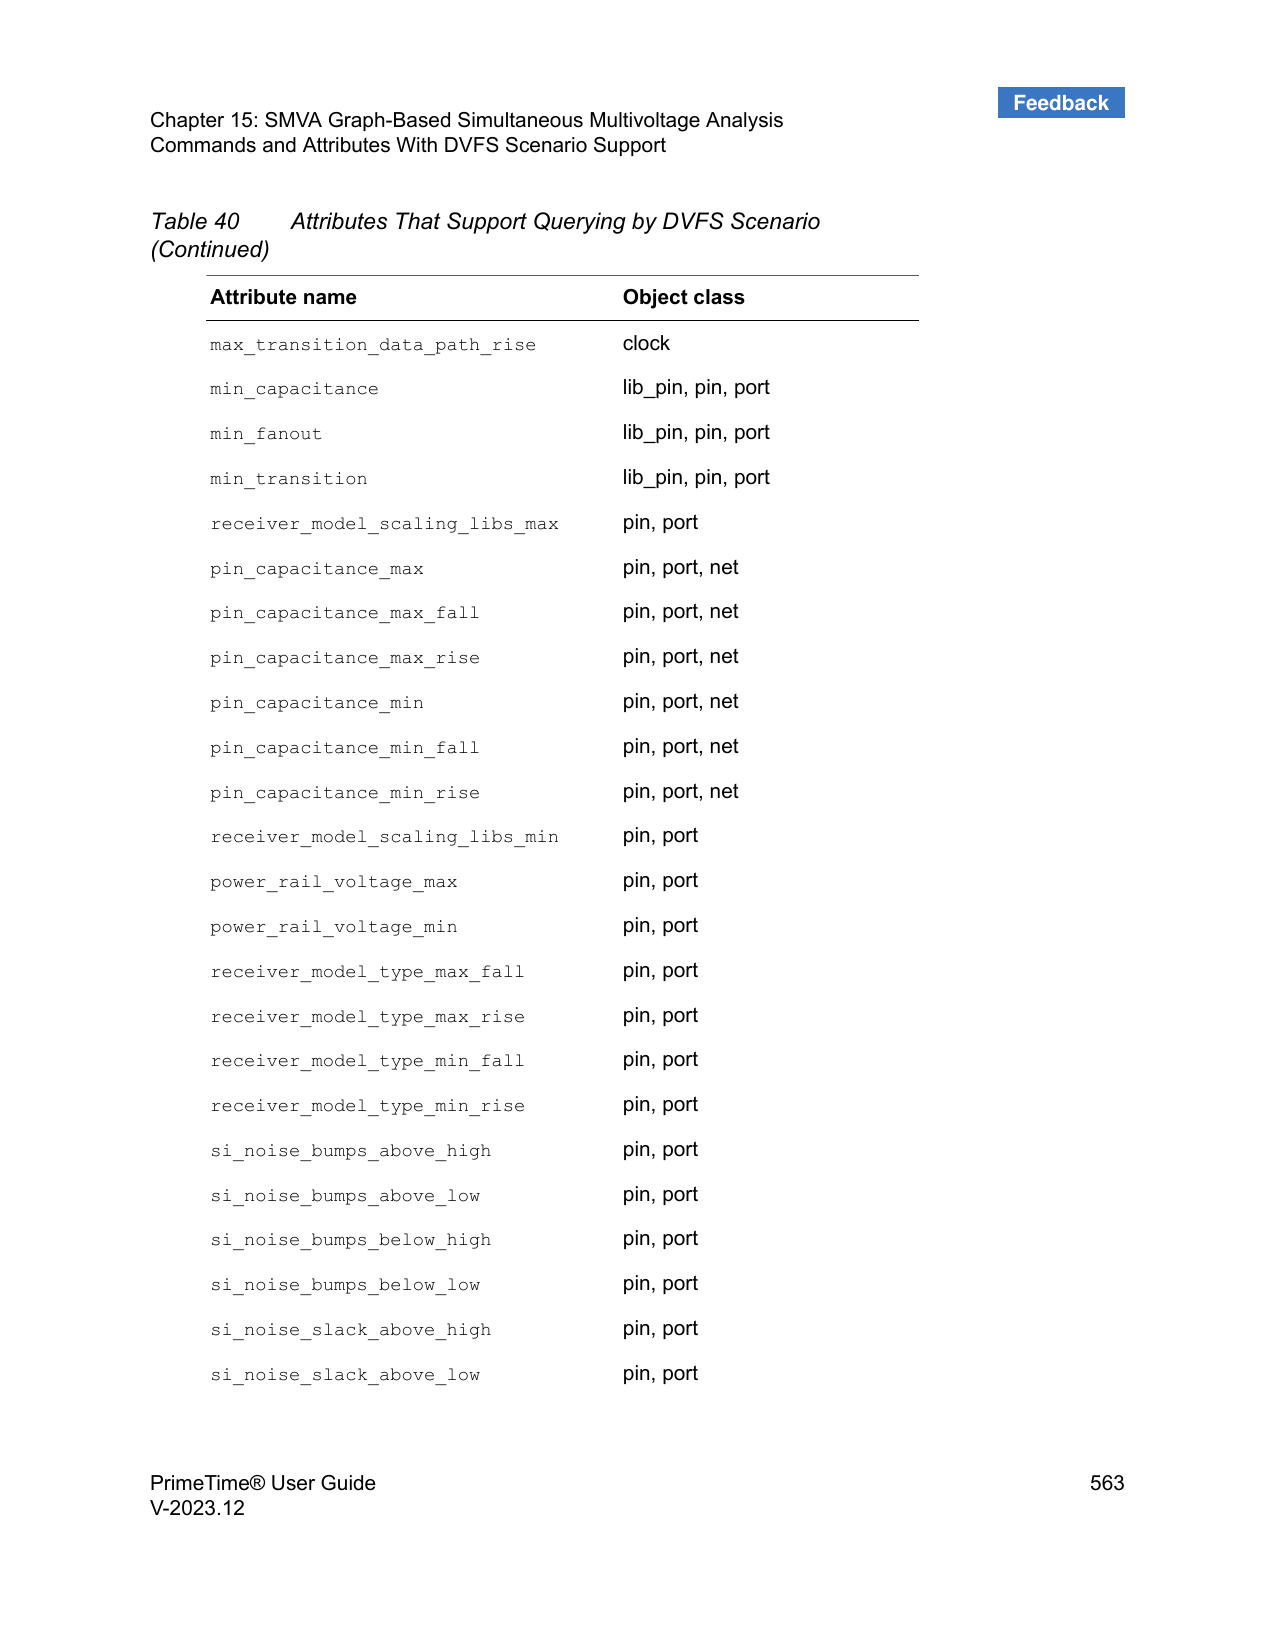 Feedback
Chapter 15: SMVA Graph-Based Simultaneous Multivoltage Analysis
Commands and Attributes With DVFS Scenario Support
Table 40 Attributes That Support Querying by DVFS Scenario
(Continued)
Attribute name Object class
max_transition_data_path_rise clock
min_capacitance lib_pin, pin, port
min_fanout lib_pin, pin, port
min_transition lib_pin, pin, port
receiver_model_scaling_libs_max pin, port
pin_capacitance_max pin, port, net
pin_capacitance_max_fall pin, port, net
pin_capacitance_max_rise pin, port, net
pin_capacitance_min pin, port, net
pin_capacitance_min_fall pin, port, net
pin_capacitance_min_rise pin, port, net
receiver_model_scaling_libs_min pin, port
power_rail_voltage_max pin, port
power_rail_voltage_min pin, port
receiver_model_type_max_fall pin, port
receiver_model_type_max_rise pin, port
receiver_model_type_min_fall pin, port
receiver_model_type_min_rise pin, port
si_noise_bumps_above_high pin, port
si_noise_bumps_above_low pin, port
si_noise_bumps_below_high pin, port
si_noise_bumps_below_low pin, port
si_noise_slack_above_high pin, port
si_noise_slack_above_low pin, port
PrimeTime® User Guide 563
V-2023.12